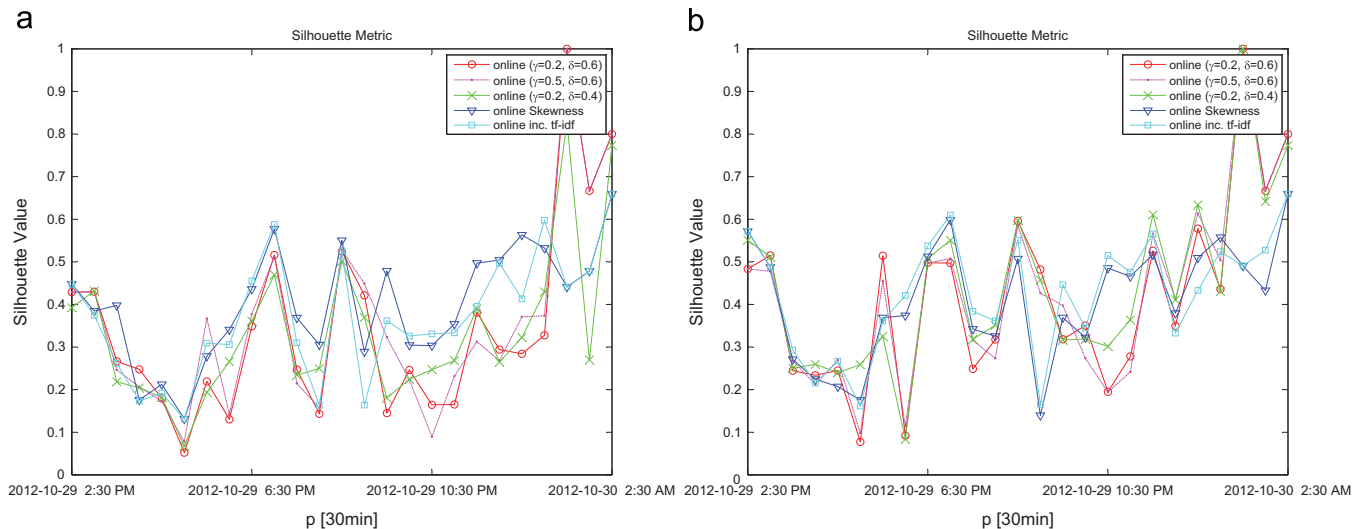 a
Silhouette Metric
1
0.9
0.8
0.7
0.6
0.5
0.4
0.3
0.2
0.1
0
Silhouette Value
online (γ=0.2, δ=0.6)
online (γ=0.5, δ=0.6)
online (γ=0.2, δ=0.4)
online Skewness
online inc. tf-idf
2012-10-29 2:30 PM
2012-10-29 6:30 PM
2012-10-29 10:30 PM
2012-10-30 2:30 AM
p [30min]
b
Silhouette Metric
1
0.9
0.8
0.7
0.6
0.5
0.4
0.3
0.2
0.1
0
Silhouette Value
online (γ=0.2, δ=0.6)
online (γ=0.5, δ=0.6)
online (γ=0.2, δ=0.4)
online Skewness
online inc. tf-idf
2012-10-29 2:30 PM
2012-10-29 6:30 PM
2012-10-29 10:30 PM
2012-10-30 2:30 AM
p [30min]